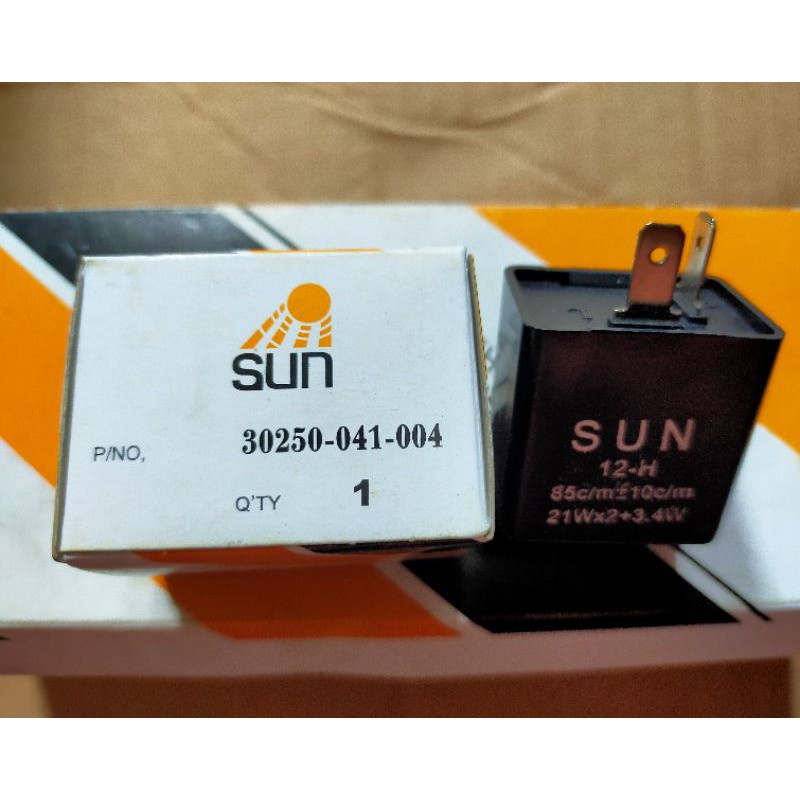 sun
P/NO, 30250-041-004
Q'TY 1
SUN
12-H
85c/m±10c/m
21Wx2+3.4W